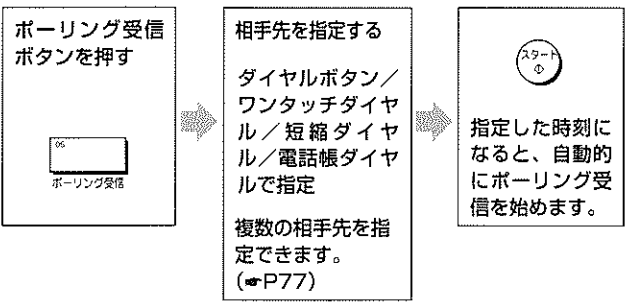 ポーリング受信
ボタンを押す
05
ポーリング受信
相手先を指定する
ダイヤルボタン／
ワンタッチダイヤ
ル／短縮ダイヤ
ル／電話帳ダイヤ
ルで指定
複数の相手先を指
定できます。
(☛P77)
スタート
指定した時刻に
なると、自動的
にポーリング受
信を始めます。